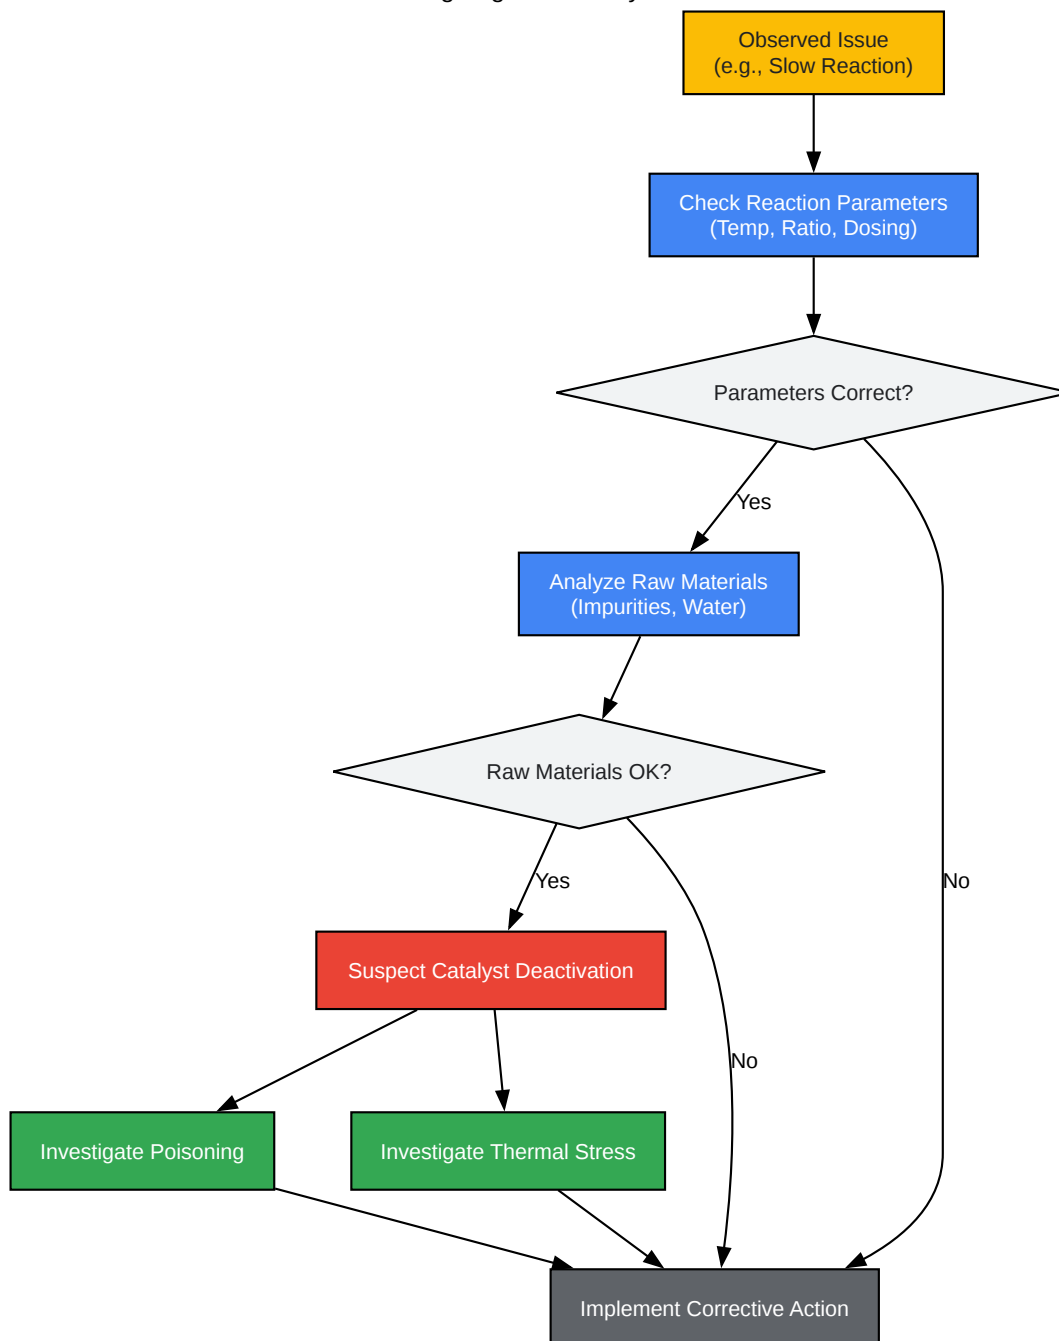 Observed Issue
(e.g., Slow Reaction)
Check Reaction Parameters
(Temp, Ratio, Dosing)
Parameters Correct?
Yes
Analyze Raw Materials
(Impurities, Water)
Raw Materials OK?
Yes
No
Suspect Catalyst Deactivation
No
Investigate Poisoning
Investigate Thermal Stress
Implement Corrective Action